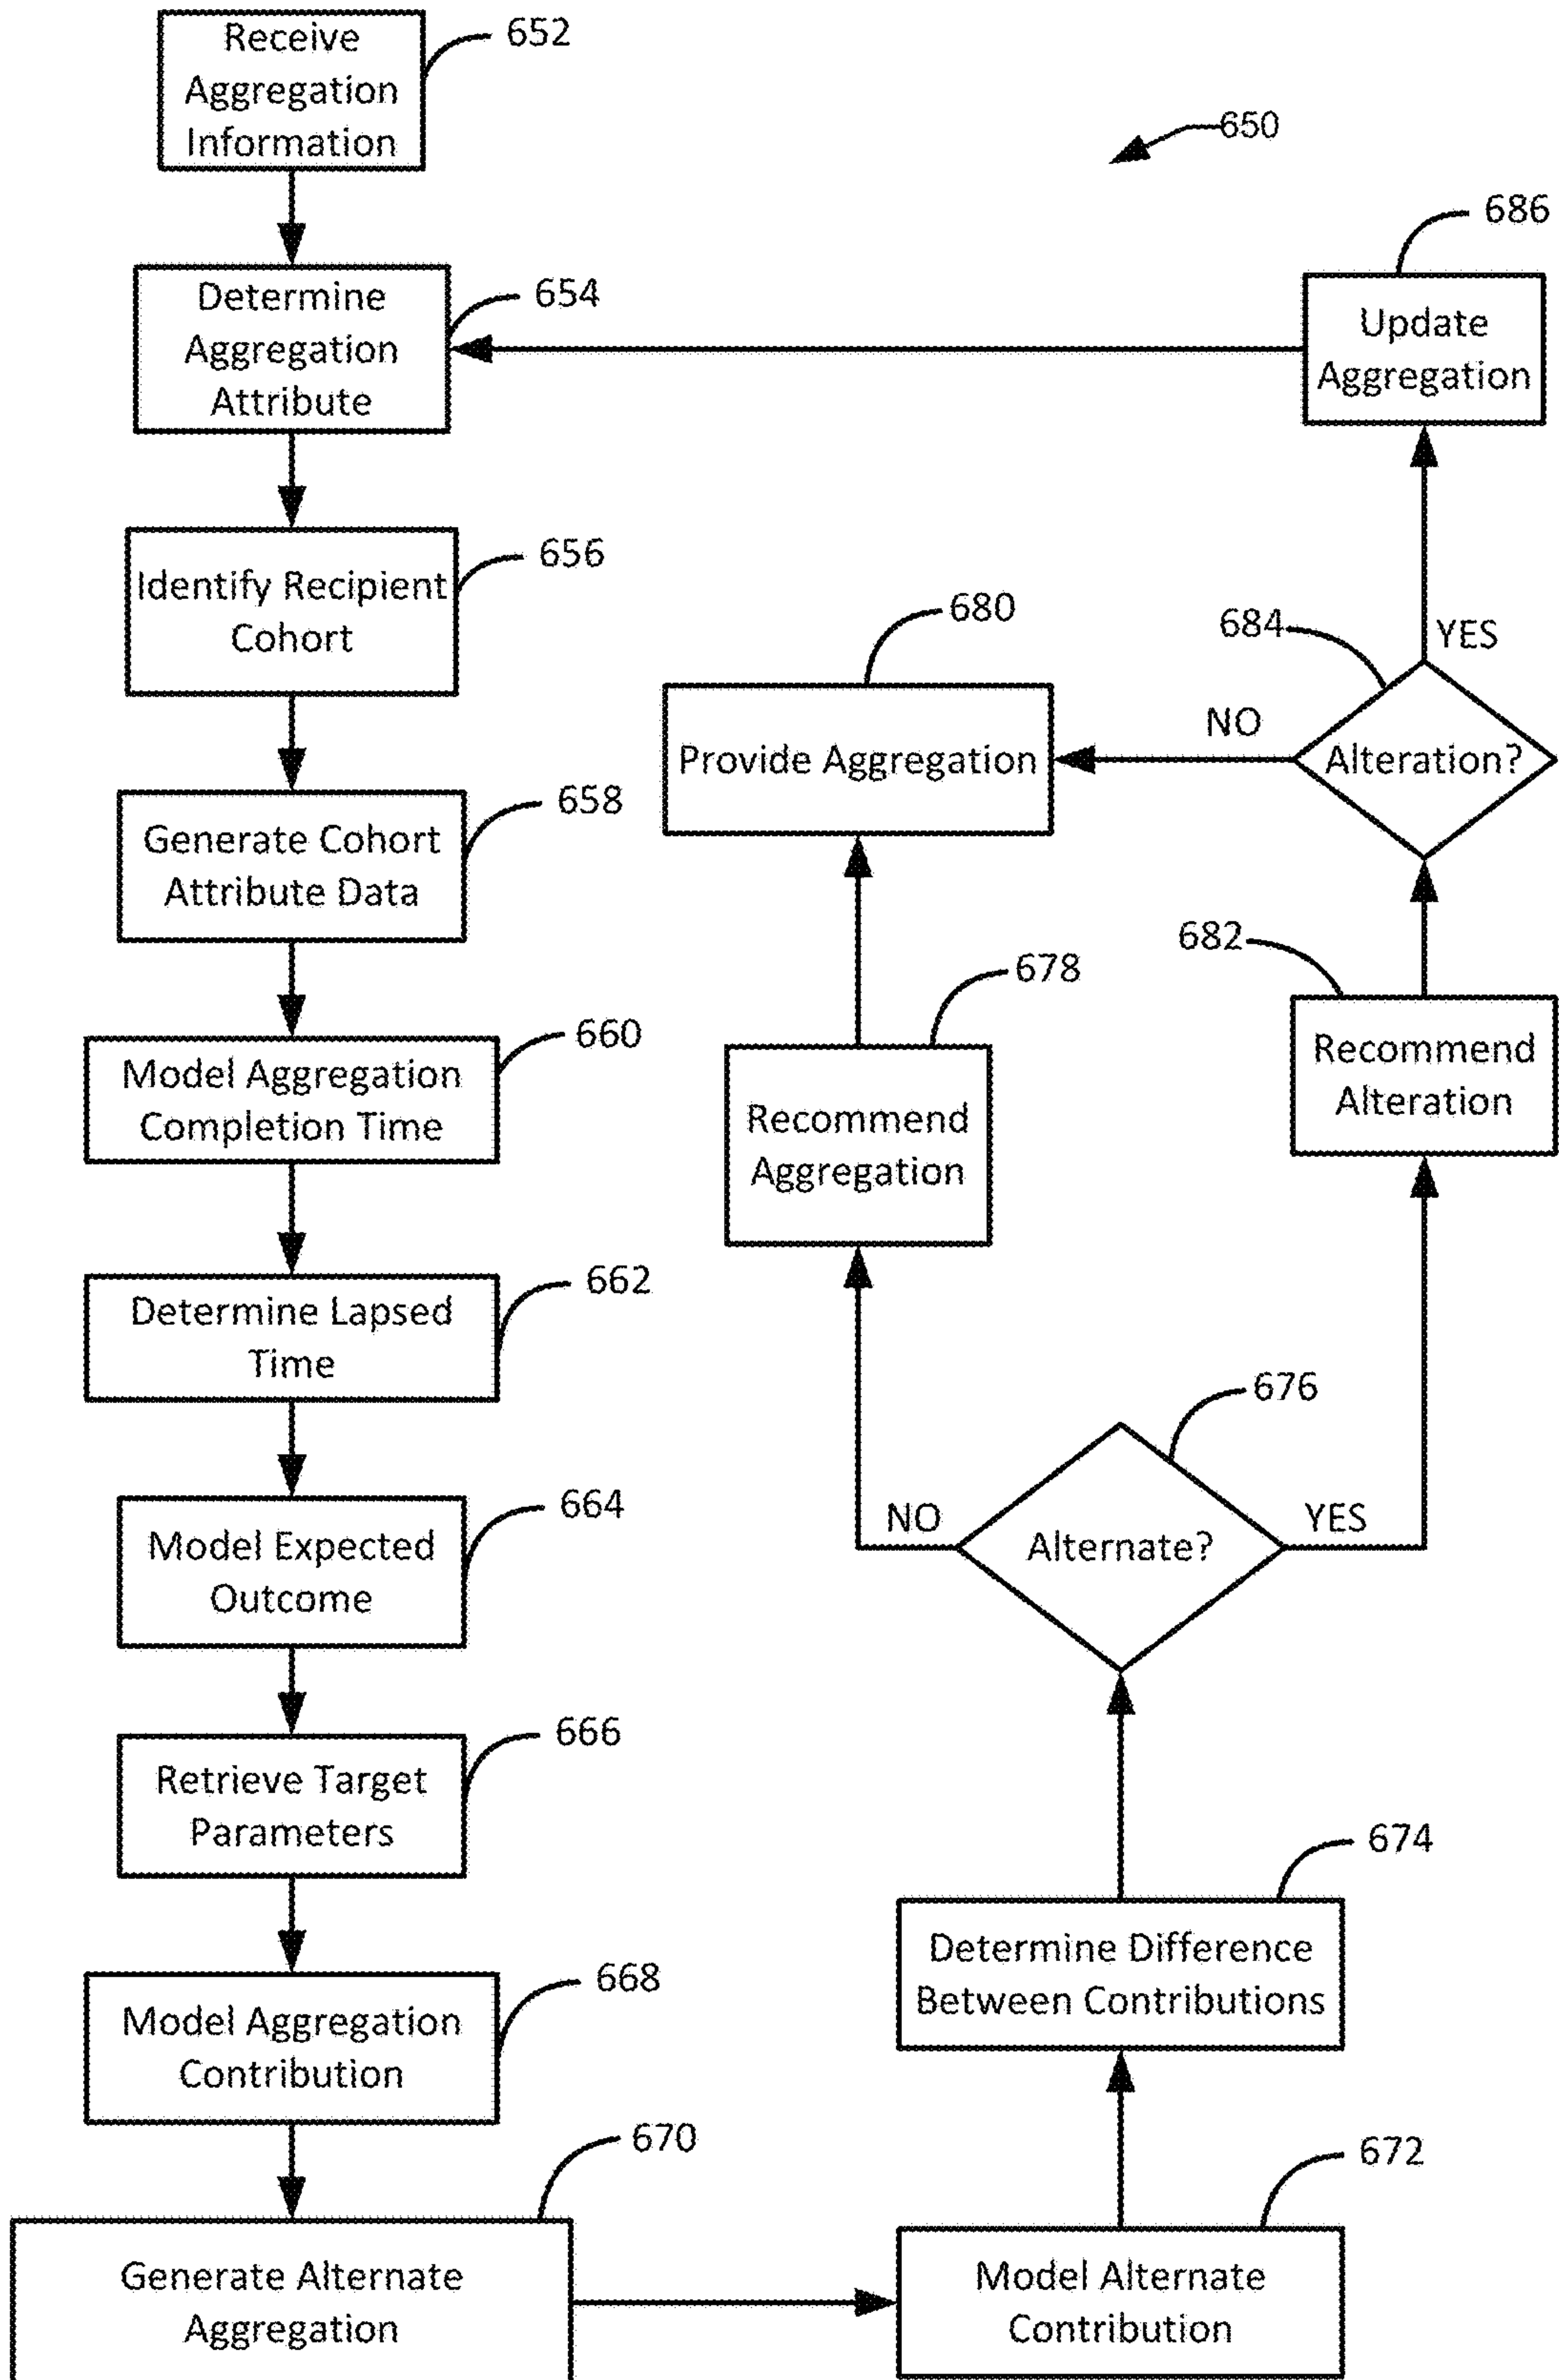 Receive
Aggregation
Information
652
650
Determine
Aggregation
Attribute
654
686
Update
Aggregation
Identify Recipient
Cohort
656
680
684
YES
Provide Aggregation
NO
Alteration?
Generate Cohort
Attribute Data
658
678
682
Recommend
Alteration
Model Aggregation
Completion Time
660
Recommend
Aggregation
Determine Lapsed
Time
662
676
NO
Alternate?
YES
Model Expected
Outcome
664
Retrieve Target
Parameters
666
674
Determine Difference
Between Contributions
Model Aggregation
Contribution
668
670
672
Generate Alternate
Aggregation
Model Alternate
Contribution